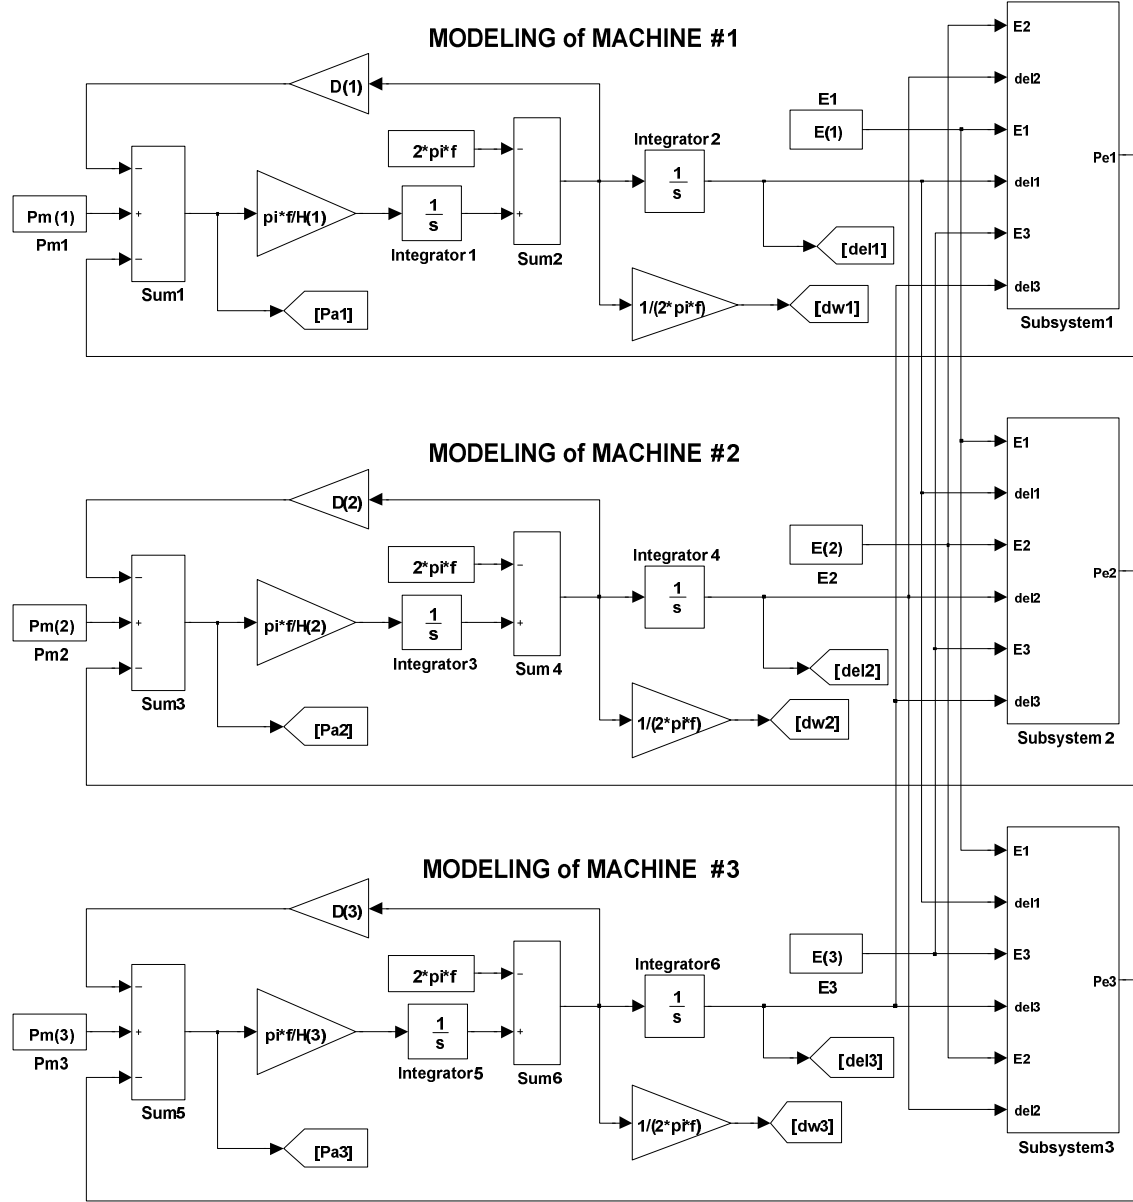 MODELING of MACHINE #1
E2
D(1)
del2
E1
2*pi*f
-
E(1)
E1
Integrator 2
Pe1
-
1
s
del1
Pm(1)
+
pi*f/H(1)
1
s
+
E3
Pm1
[del1]
-
Integrator 1
Sum2
del3
Sum1
[Pa1]
1/(2*pi*f)
[dw1]
Subsystem1
MODELING of MACHINE #2
E1
D(2)
del1
E(2)
E2
2*pi*f
-
Integrator 4
E2
Pe2
-
1
s
del2
Pm(2)
+
pi*f/H(2)
1
s
+
E3
Pm2
-
Integrator3
Sum 4
[del2]
Sum3
del3
[Pa2]
1/(2*pi*f)
[dw2]
Subsystem 2
MODELING of MACHINE #3
E1
D(3)
del1
E(3)
E3
2*pi*f
-
Integrator6
E3
Pe3
-
1
s
del3
Pm(3)
+
pi*f/H(3)
1
s
+
E2
Pm3
-
Integrator5
Sum6
[del3]
Sum5
del2
[Pa3]
1/(2*pi*f)
[dw3]
Subsystem3